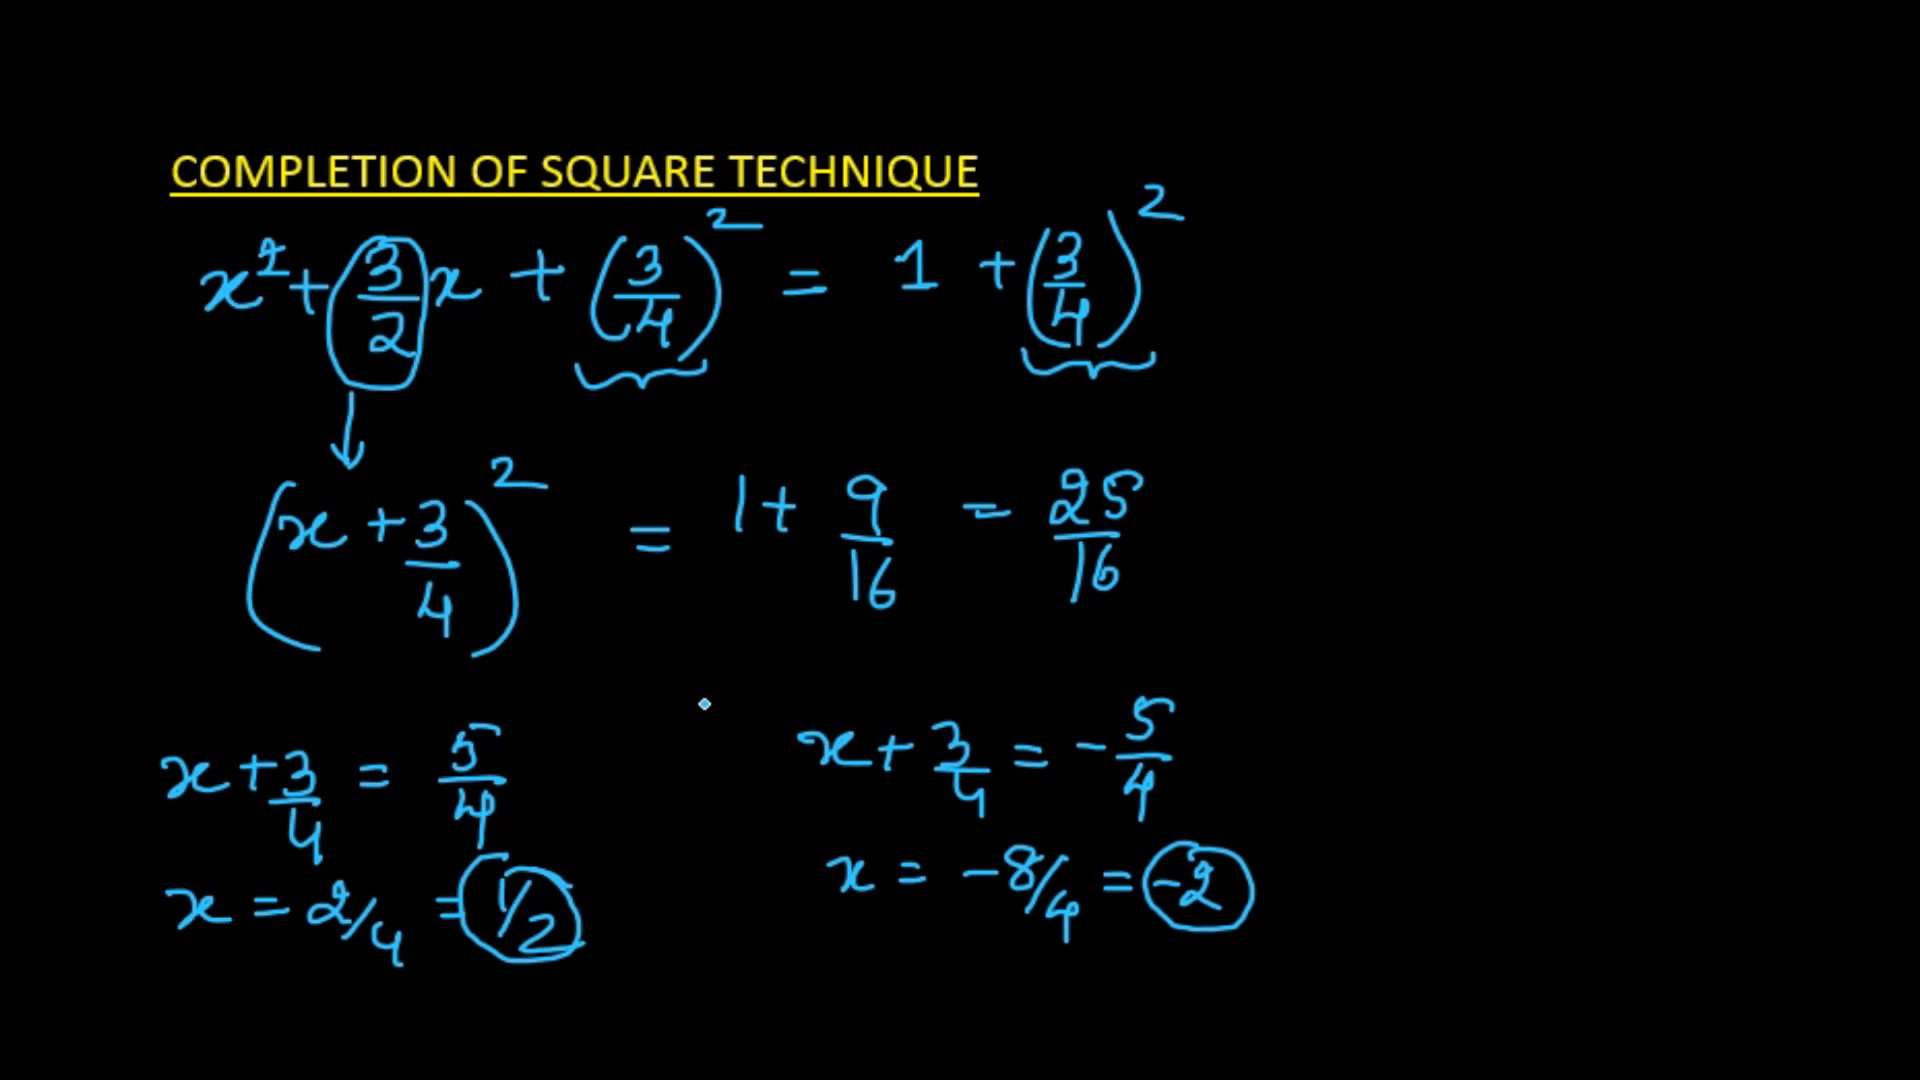 COMPLETION OF SQUARE TECHNIQUE
x² + 3/2 x + (3/4)² = 1 + (3/4)²
(x + 3/4)² = 1 + 9/16 = 25/16
x + 3/4 = 5/4
x = 2/4 = 1/2
x + 3/4 = -5/4
x = -8/4 = -2